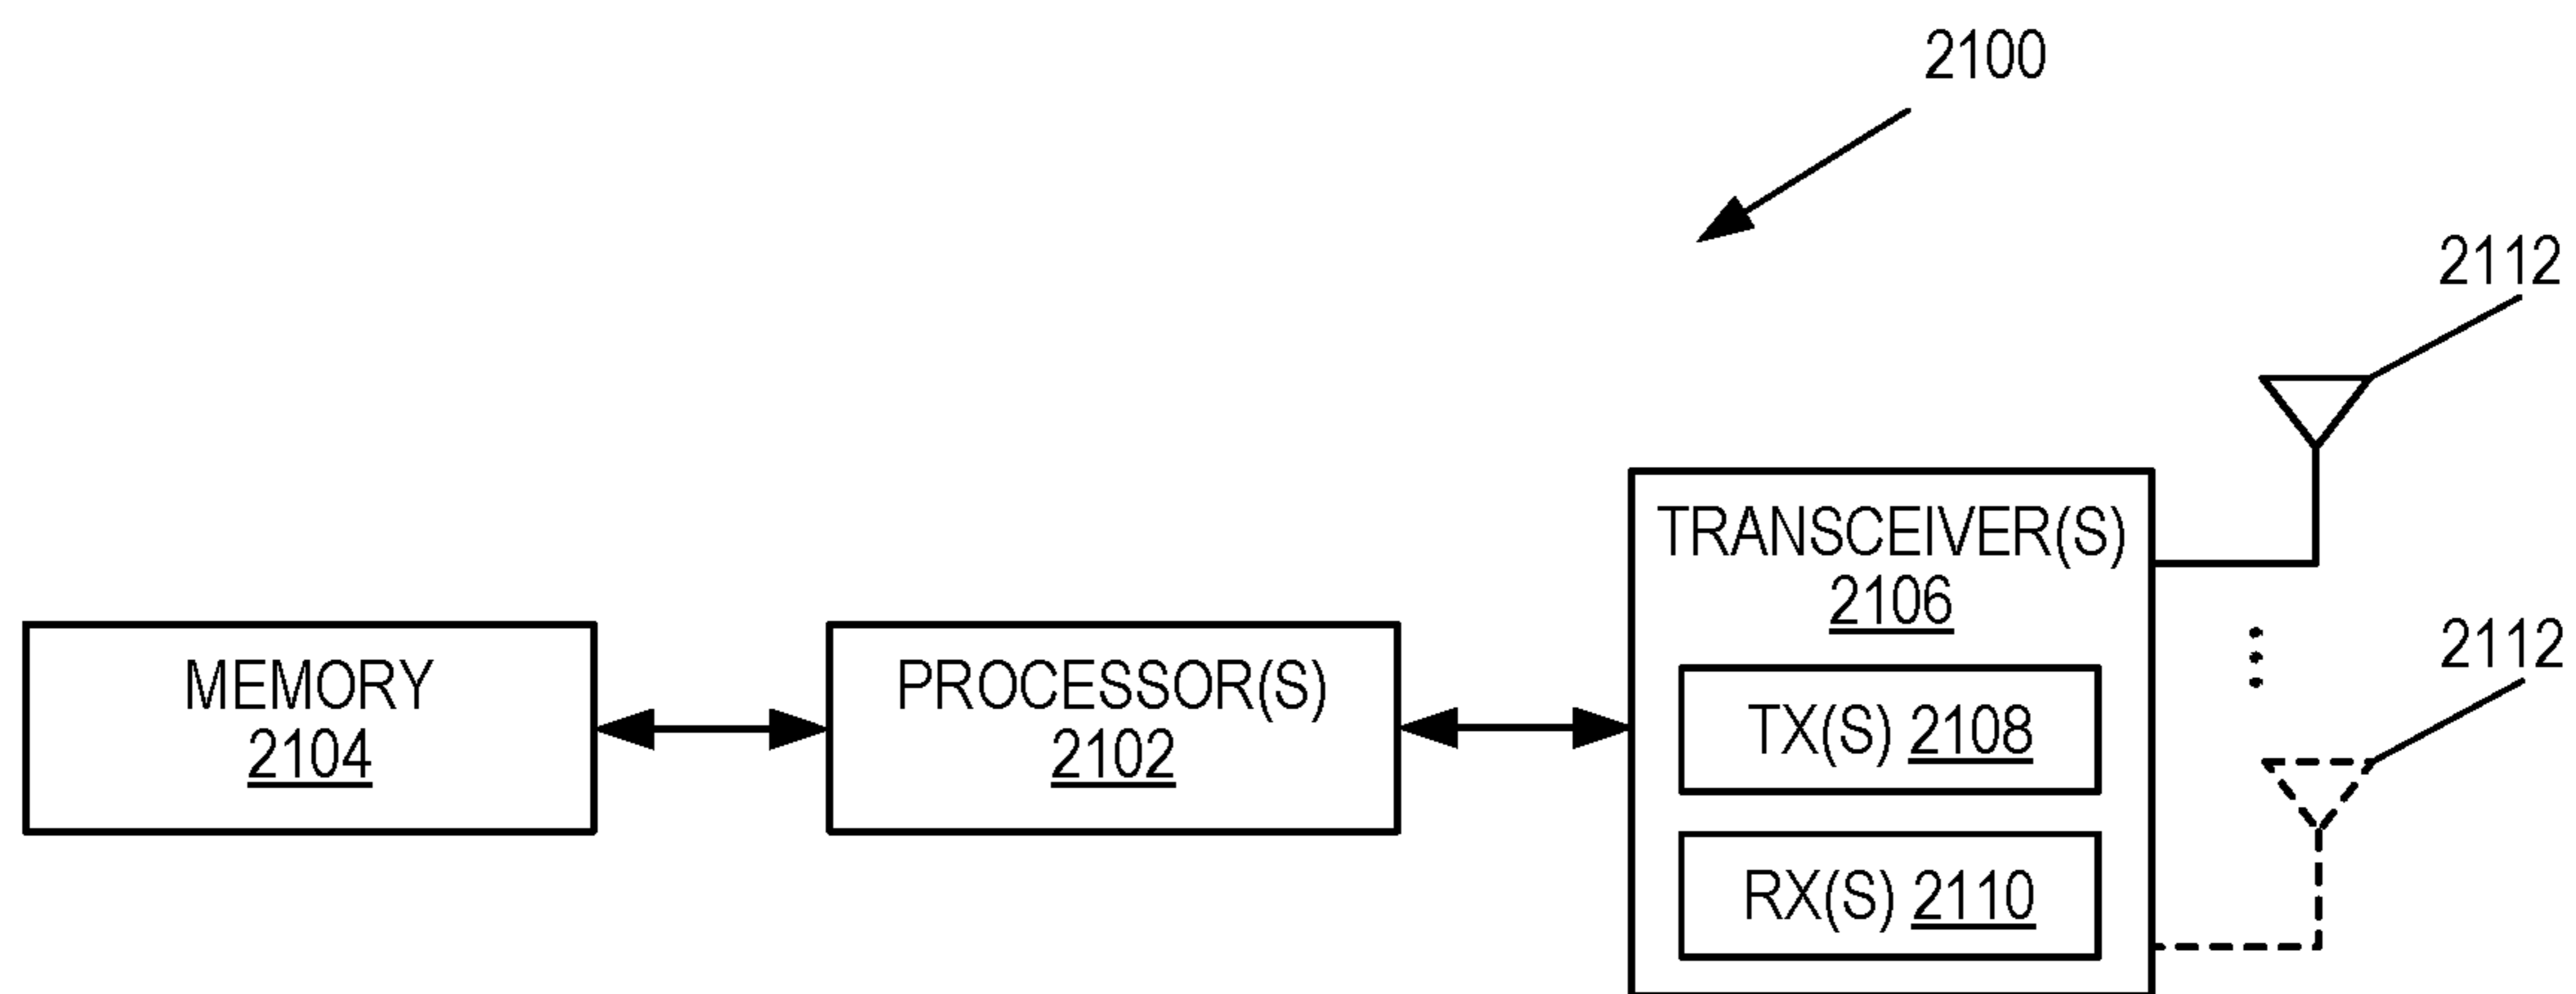 2100
2112
TRANSCEIVER(S)
2106
MEMORY
2104
PROCESSOR(S)
2102
TX(S) 2108
RX(S) 2110
2112